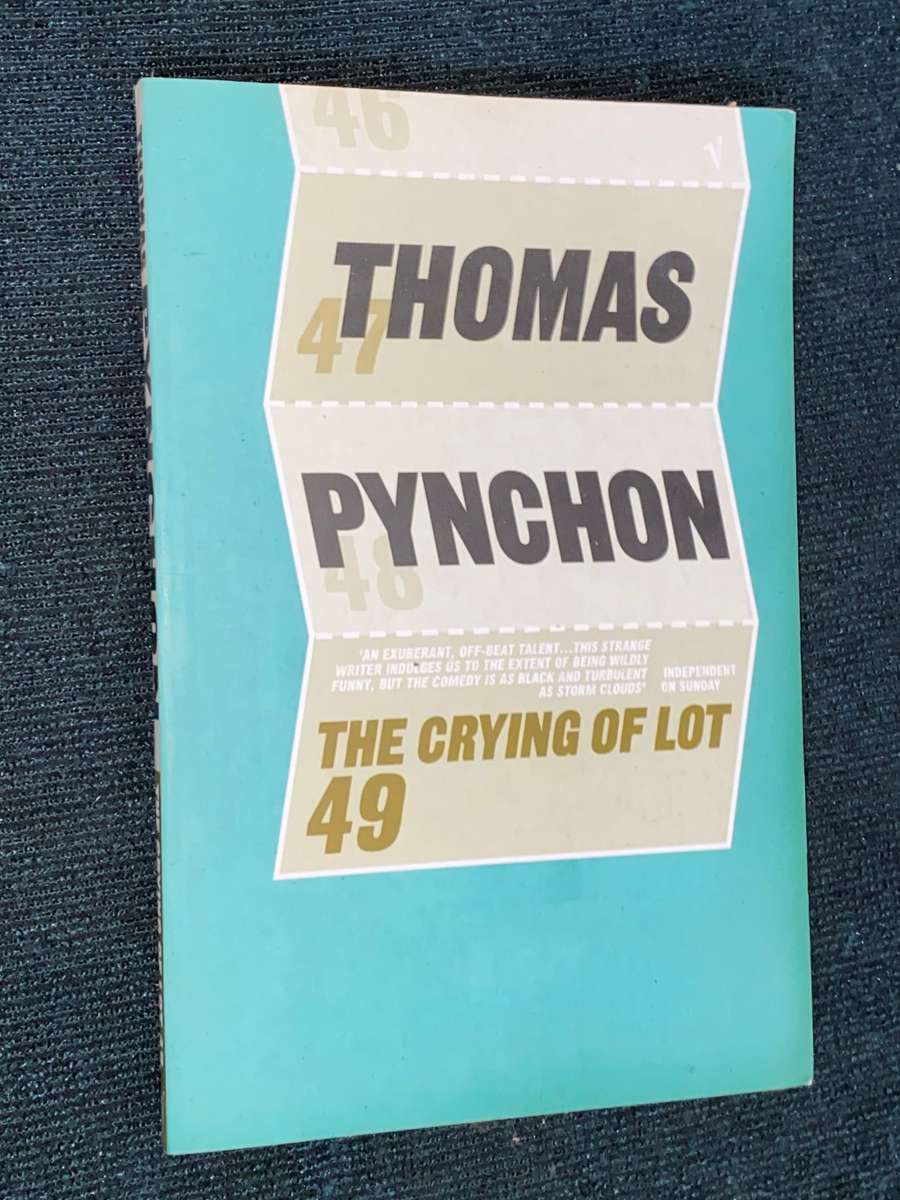 46
THOMAS
47
PYNCHON
48
'AN EXUBERANT, OFF-BEAT TALENT...THIS STRANGE
WRITER INDULGES US TO THE EXTENT OF BEING WILDLY
FUNNY, BUT THE COMEDY IS AS BLACK AND TURBULENT
AS STORM CLOUDS'
INDEPENDENT
ON SUNDAY
THE CRYING OF LOT
49